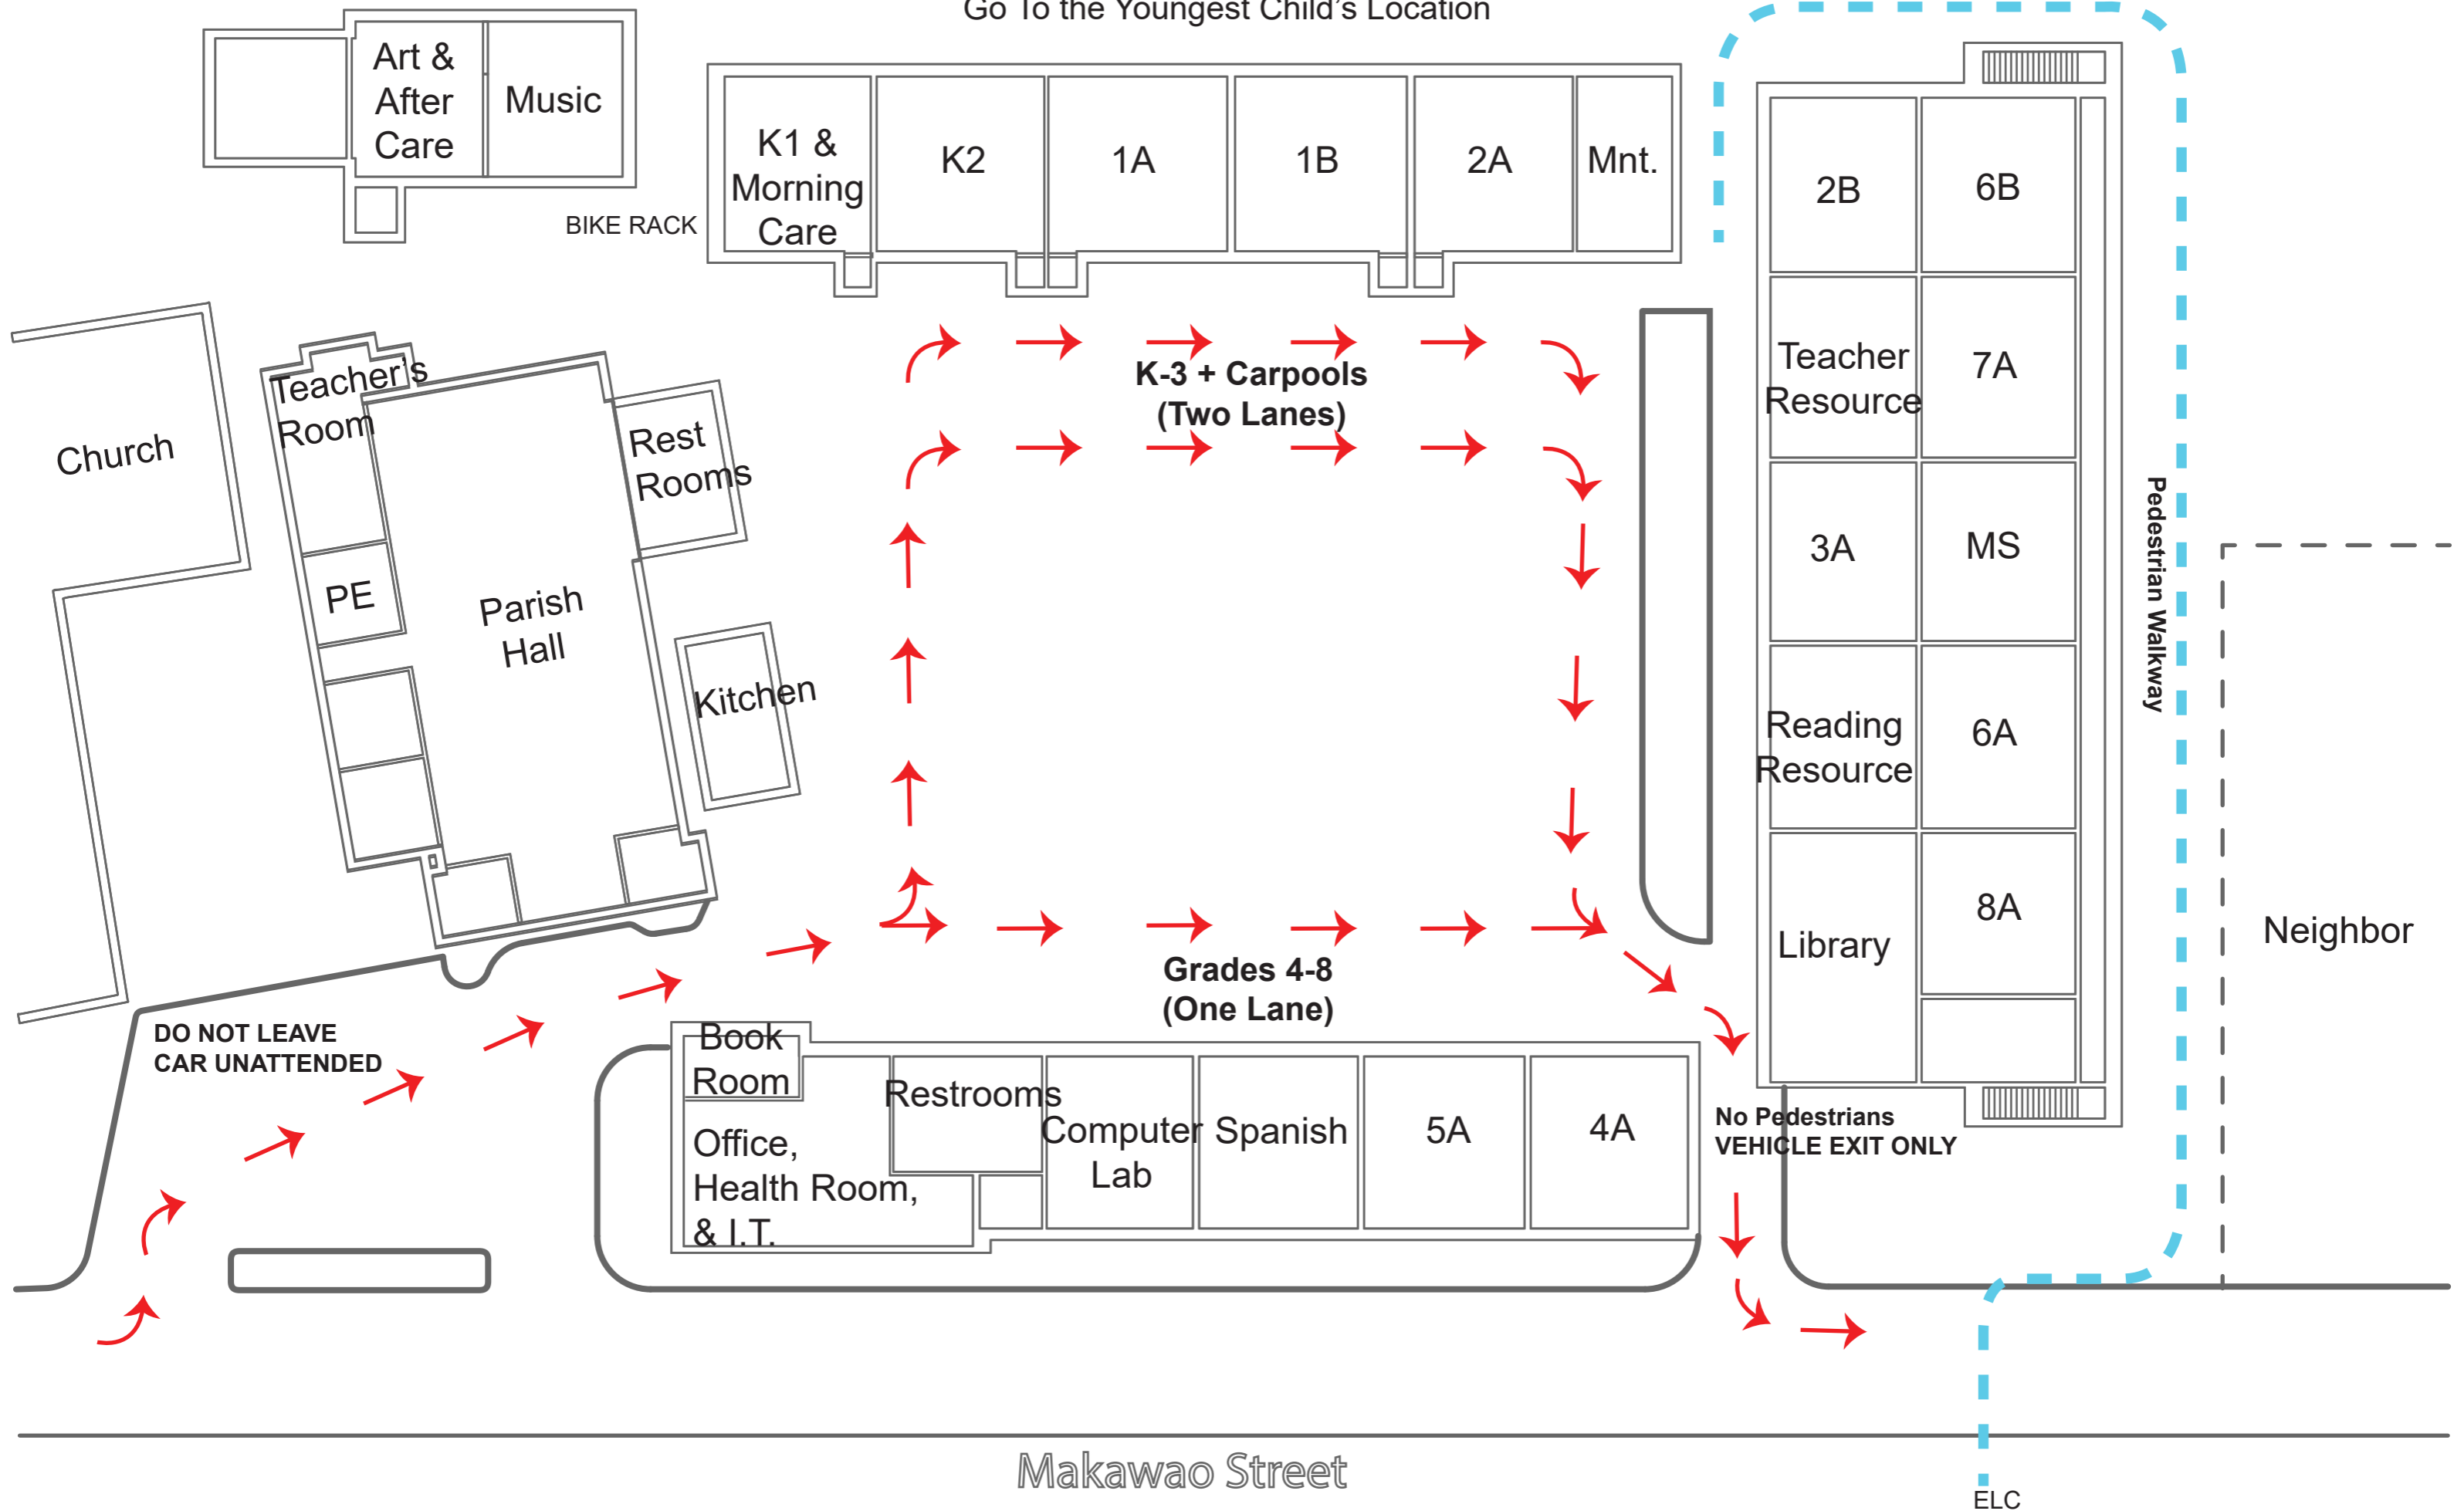 Go To the Youngest Child's Location
Art &
After
Care
Music
BIKE RACK
K1 &
Morning
Care
K2
1A
1B
2A
Mnt.
2B
6B
Teacher
Resource
7A
3A
MS
Reading
Resource
6A
Library
8A
Pedestrian Walkway
Neighbor
Church
Teacher's
Room
PE
Parish
Hall
Rest
Rooms
Kitchen
K-3 + Carpools
(Two Lanes)
Grades 4-8
(One Lane)
DO NOT LEAVE
CAR UNATTENDED
Book
Room
Office,
Health Room,
& I.T.
Restrooms
Computer
Lab
Spanish
5A
4A
No Pedestrians
VEHICLE EXIT ONLY
Makawao Street
ELC